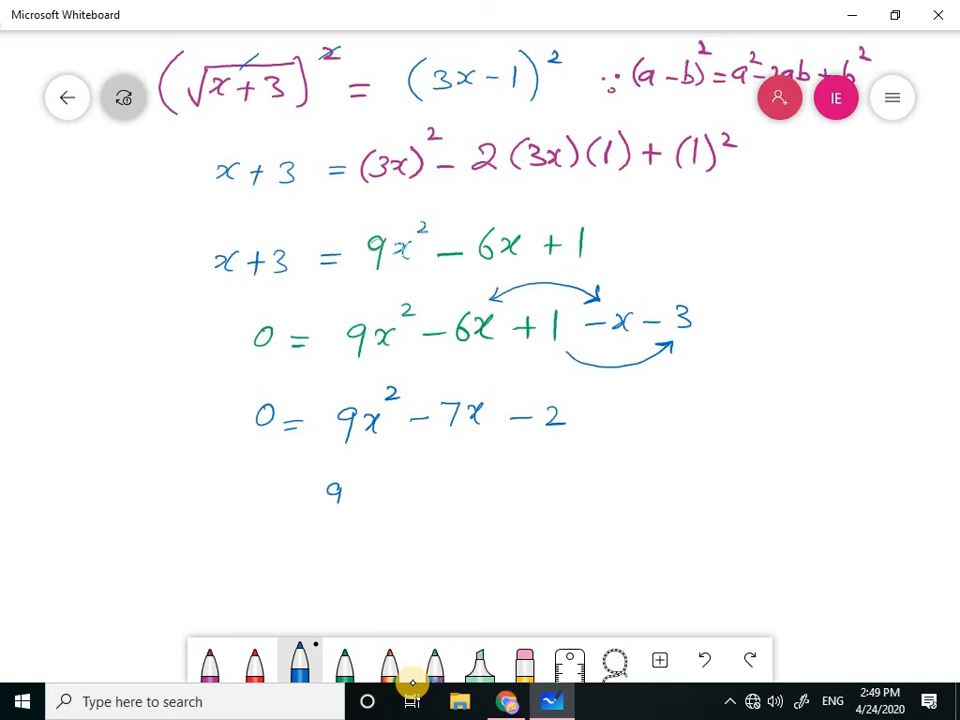 Microsoft Whiteboard
(√x+3)² = (3x-1)² ∵ (a-b)² = a²-2ab+b²
IE
x+3 = (3x)² - 2(3x)(1) + (1)²
x+3 = 9x² - 6x + 1
0 = 9x² - 6x + 1 - x - 3
0 = 9x² - 7x - 2
9
Type here to search
ENG
2:49 PM
4/24/2020